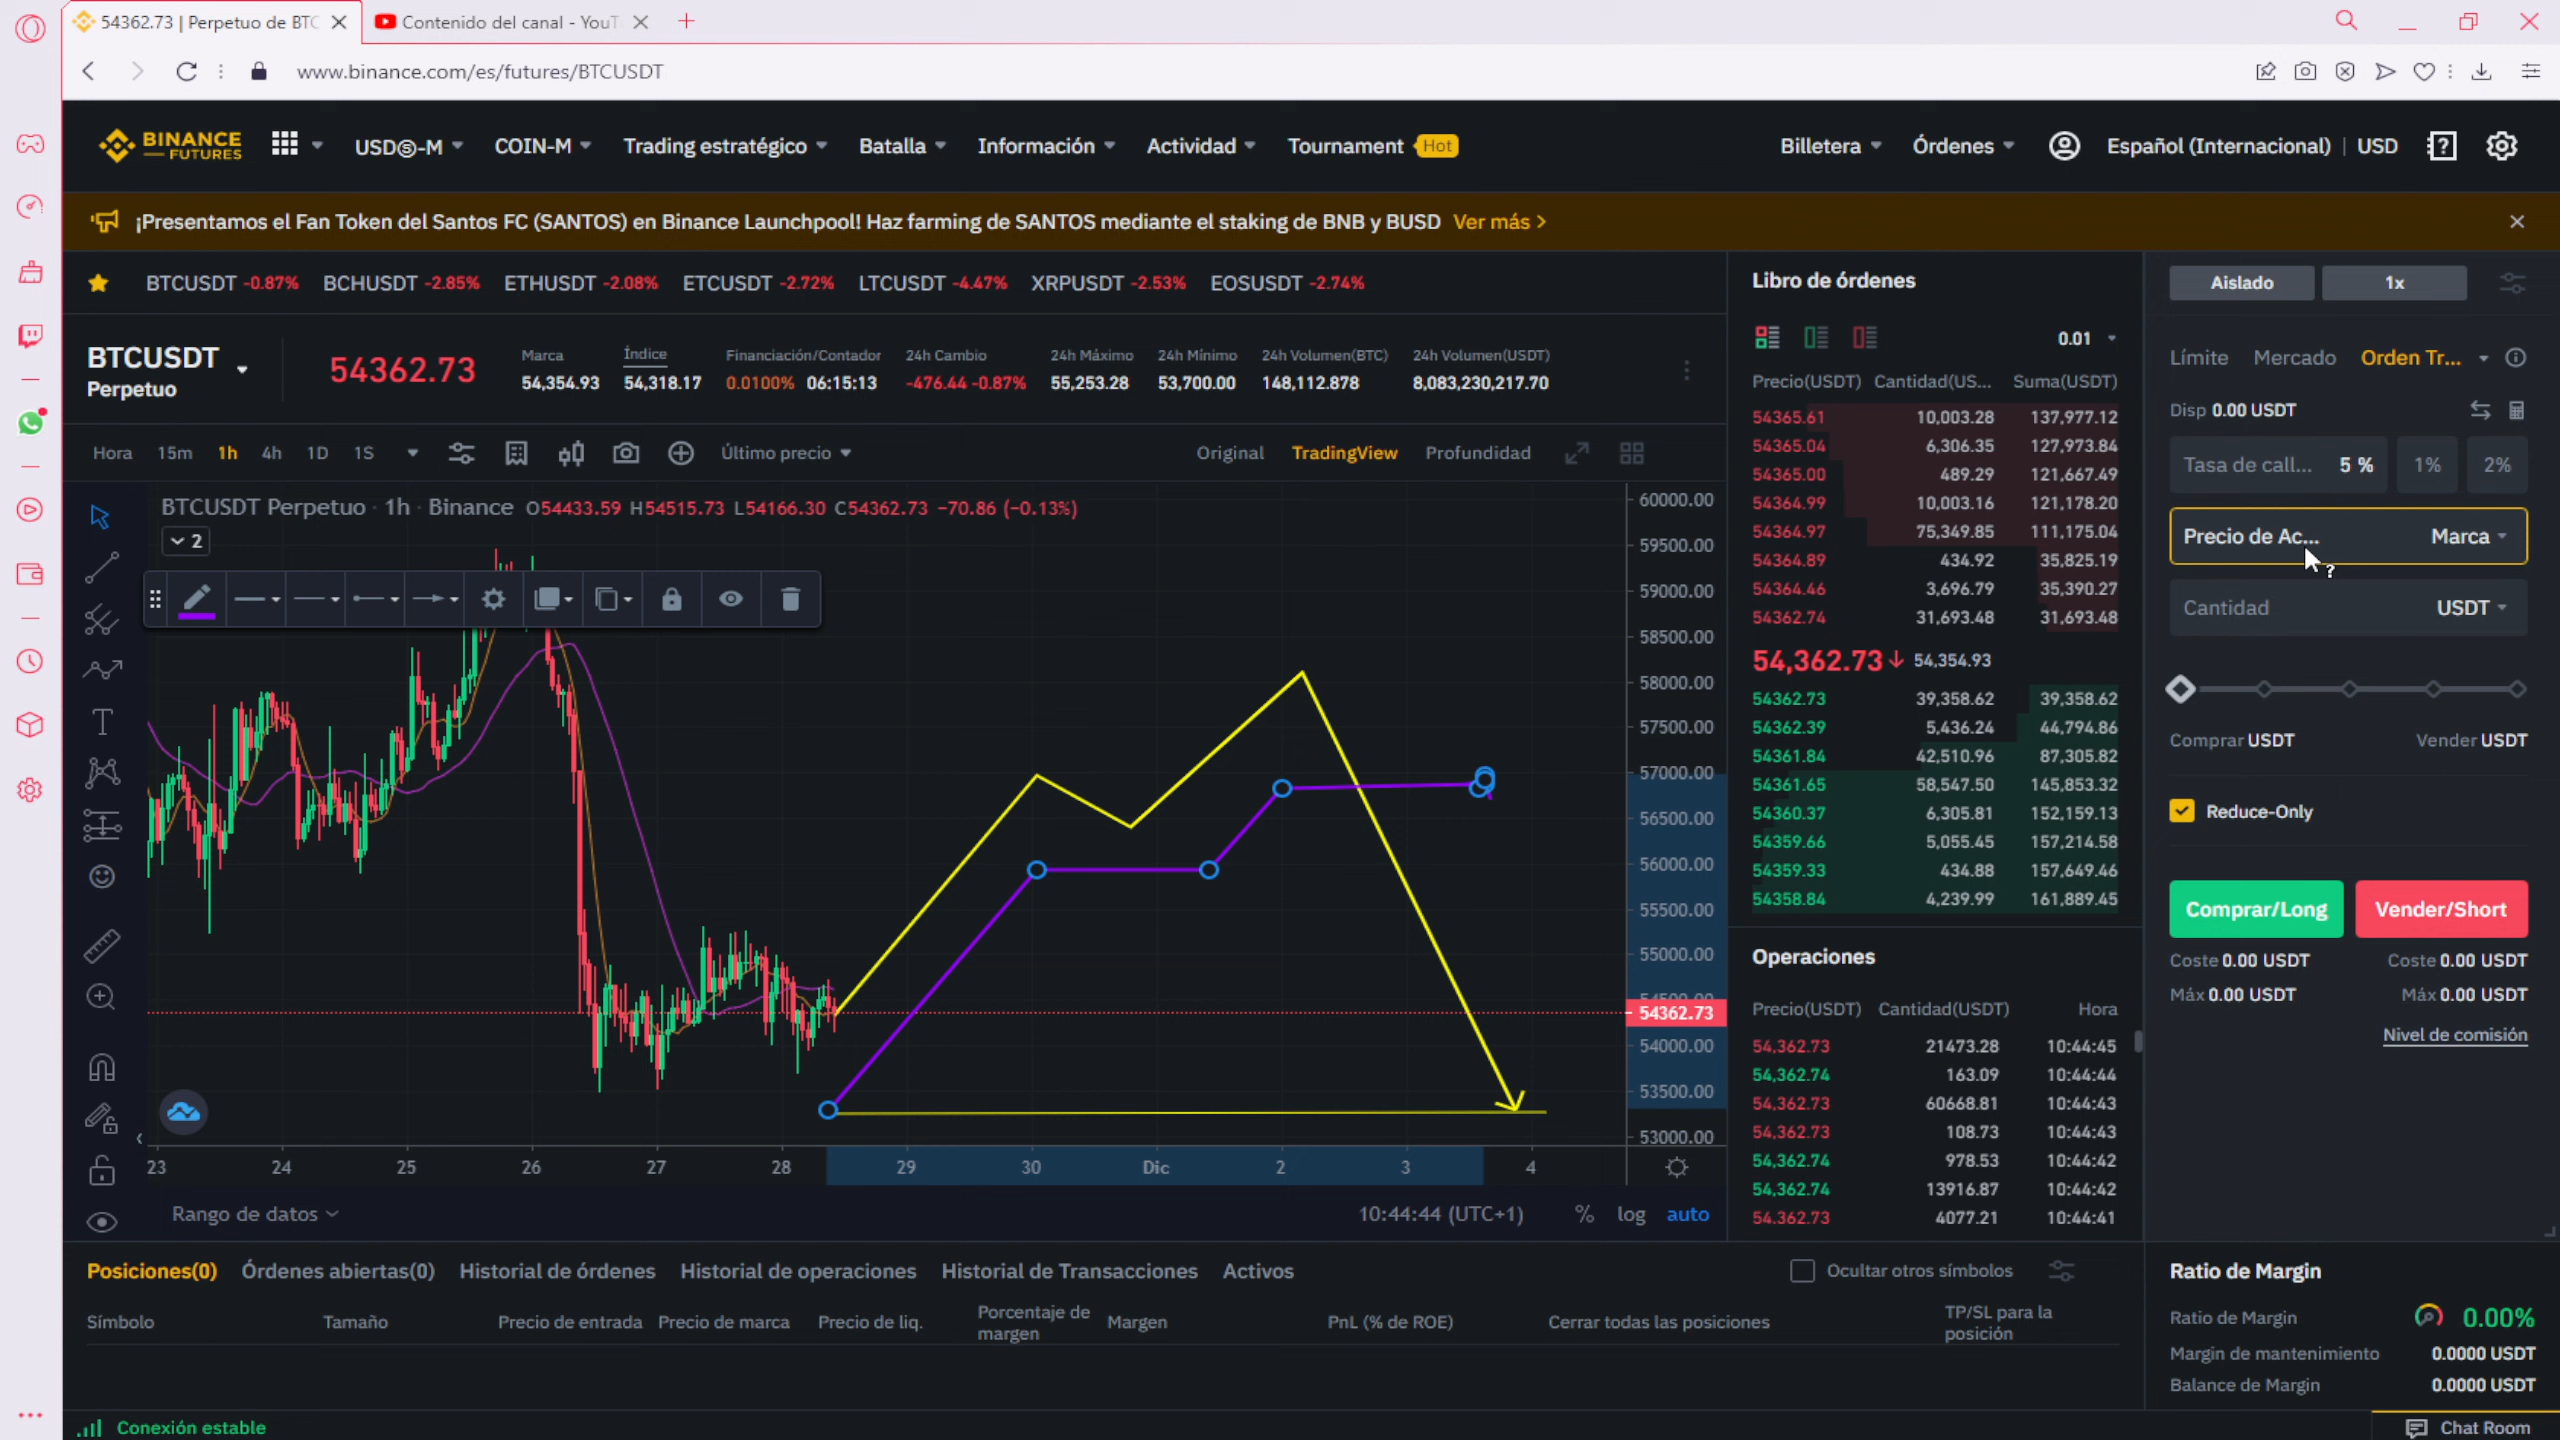 54362.73 | Perpetuo de BTC
Contenido del canal - YouT
www.binance.com/es/futures/BTCUSDT
BINANCE
FUTURES
USDⓈ-M
COIN-M
Trading estratégico
Batalla
Información
Actividad
Tournament Hot
Billetera
Órdenes
Español (Internacional) | USD
¡Presentamos el Fan Token del Santos FC (SANTOS) en Binance Launchpool! Haz farming de SANTOS mediante el staking de BNB y BUSD Ver más >
BTCUSDT -0.87% BCHUSDT -2.85% ETHUSDT -2.08% ETCUSDT -2.72% LTCUSDT -4.47% XRPUSDT -2.53% EOSUSDT -2.74%
BTCUSDT
Perpetuo
54362.73
Marca
54,354.93
Índice
54,318.17
Financiación/Contador
0.0100% 06:15:13
24h Cambio
-476.44 -0.87%
24h Máximo
55,253.28
24h Mínimo
53,700.00
24h Volumen(BTC)
148,112.878
24h Volumen(USDT)
8,083,230,217.70
Hora 15m 1h 4h 1D 1S
Último precio
Original TradingView Profundidad
BTCUSDT Perpetuo · 1h · Binance O54433.59 H54515.73 L54166.30 C54362.73 -70.86 (-0.13%)
2
60000.00
59500.00
59000.00
58500.00
58000.00
57500.00
57000.00
56500.00
56000.00
55500.00
55000.00
54500.00
54362.73
54000.00
53500.00
53000.00
23 24 25 26 27 28 29 30 Dic 2 3 4
Rango de datos
10:44:44 (UTC+1) % log auto
Libro de órdenes
0.01
Precio(USDT) Cantidad(US... Suma(USDT)
54365.61 10,003.28 137,977.12
54365.04 6,306.35 127,973.84
54365.00 489.29 121,667.49
54364.99 10,003.16 121,178.20
54364.97 75,349.85 111,175.04
54364.89 434.92 35,825.19
54364.46 3,696.79 35,390.27
54362.74 31,693.48 31,693.48
54,362.73 54,354.93
54362.73 39,358.62 39,358.62
54362.39 5,436.24 44,794.86
54361.84 42,510.96 87,305.82
54361.65 58,547.50 145,853.32
54360.37 6,305.81 152,159.13
54359.66 5,055.45 157,214.58
54359.33 434.88 157,649.46
54358.84 4,239.99 161,889.45
Operaciones
Precio(USDT) Cantidad(USDT) Hora
54,362.73 21473.28 10:44:45
54,362.74 163.09 10:44:44
54,362.73 60668.81 10:44:43
54,362.73 108.73 10:44:43
54,362.74 978.53 10:44:42
54,362.74 13916.87 10:44:42
54,362.73 4077.21 10:44:41
Aislado 1x
Límite Mercado Orden Tr...
Disp 0.00 USDT
Tasa de call... 5 % 1% 2%
Precio de Ac... Marca
Cantidad USDT
Comprar USDT Vender USDT
Reduce-Only
Comprar/Long Vender/Short
Coste 0.00 USDT Coste 0.00 USDT
Máx 0.00 USDT Máx 0.00 USDT
Nivel de comisión
Posiciones(0) Órdenes abiertas(0) Historial de órdenes Historial de operaciones Historial de Transacciones Activos
Ocultar otros símbolos
Símbolo Tamaño Precio de entrada Precio de marca Precio de liq. Porcentaje de margen Margen PnL (% de ROE) Cerrar todas las posiciones TP/SL para la posición
Ratio de Margin
Ratio de Margin 0.00%
Margin de mantenimiento 0.0000 USDT
Balance de Margin 0.0000 USDT
Conexión estable
Chat Room